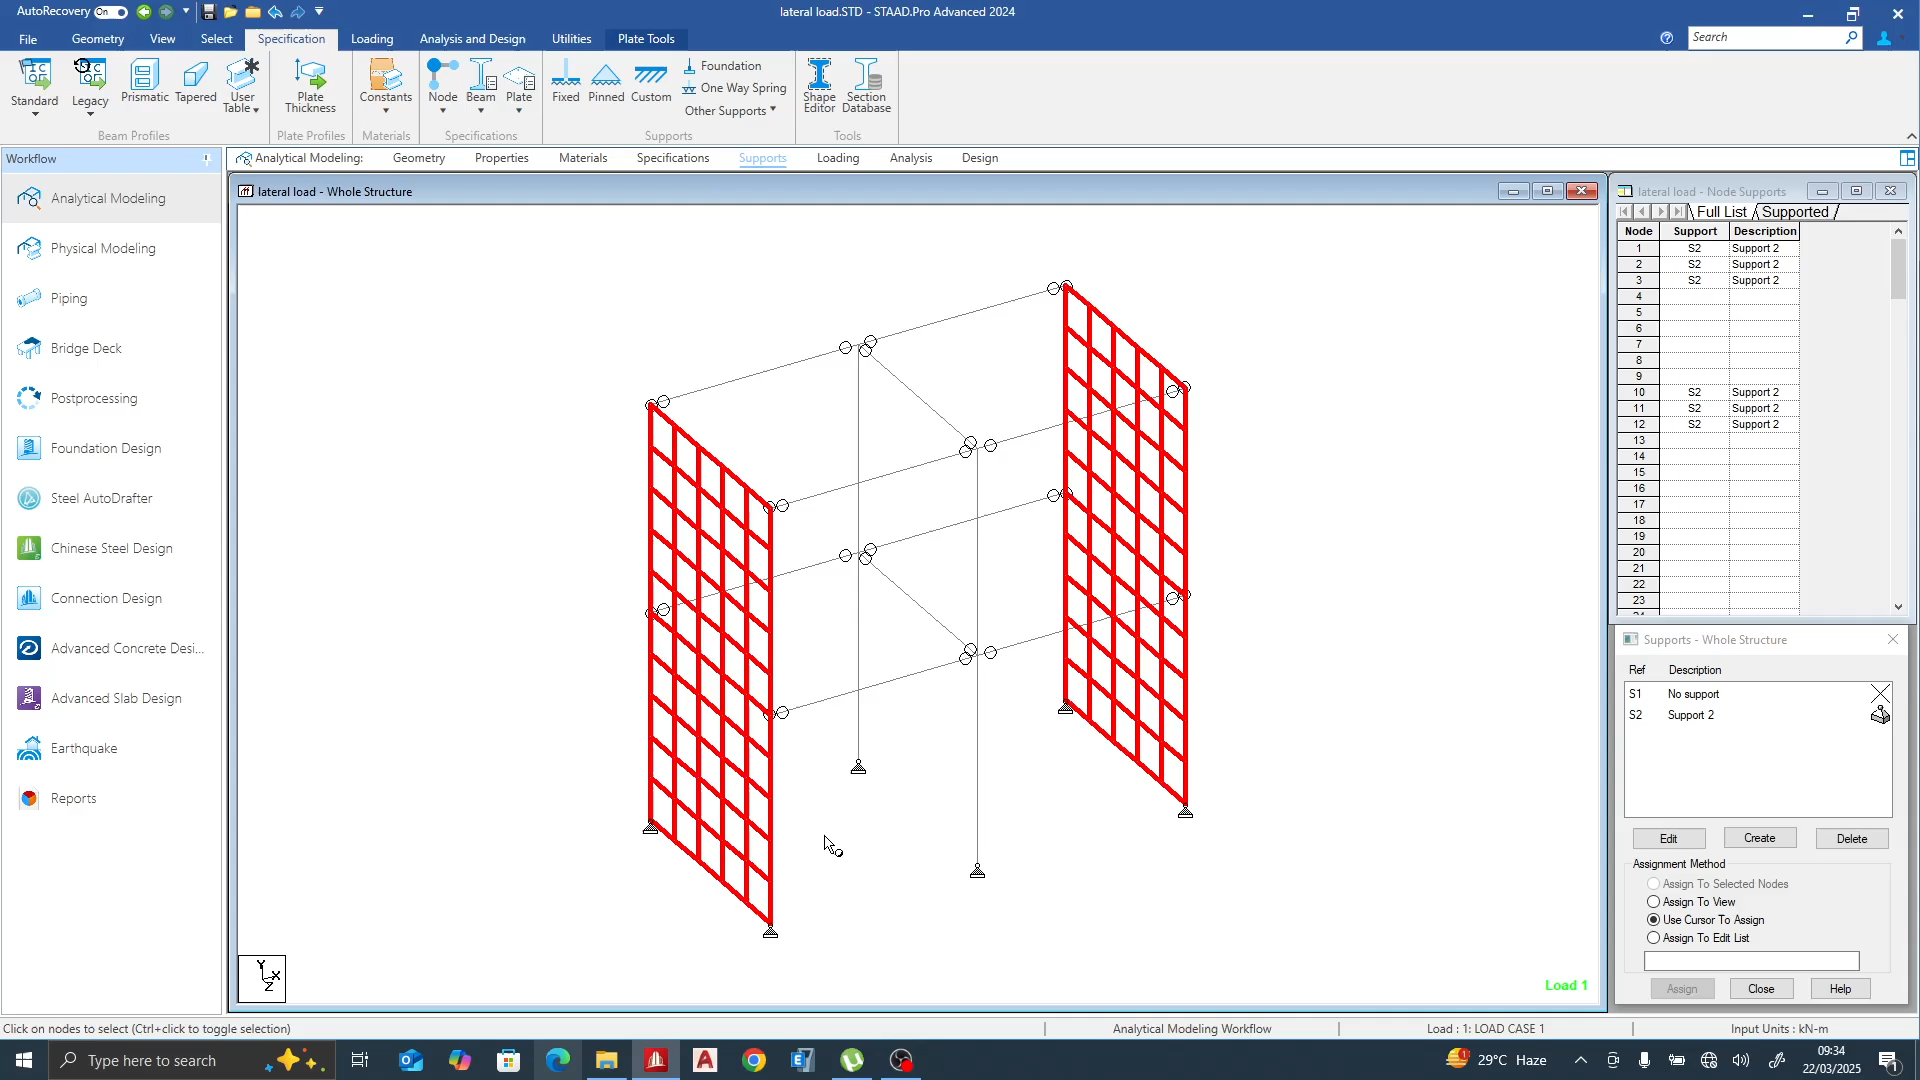 AutoRecovery On
lateral load.STD - STAAD.Pro Advanced 2024
File Geometry View Select Specification Loading Analysis and Design Utilities Plate Tools
Search
Standard Legacy Prismatic Tapered User Table
Plate Thickness
Constants
Node Beam Plate
Fixed Pinned Custom
Foundation
One Way Spring
Other Supports
Shape Editor Section Database
Beam Profiles Plate Profiles Materials Specifications Supports Tools
Workflow
Analytical Modeling: Geometry Properties Materials Specifications Supports Loading Analysis Design
Analytical Modeling
Physical Modeling
Piping
Bridge Deck
Postprocessing
Foundation Design
Steel AutoDrafter
Chinese Steel Design
Connection Design
Advanced Concrete Desi...
Advanced Slab Design
Earthquake
Reports
lateral load - Whole Structure
Y
X
Z
Load 1
lateral load - Node Supports
Full List Supported
Node Support Description
1 S2 Support 2
2 S2 Support 2
3 S2 Support 2
4
5
6
7
8
9
10 S2 Support 2
11 S2 Support 2
12 S2 Support 2
13
14
15
16
17
18
19
20
21
22
23
Supports - Whole Structure
Ref Description
S1 No support
S2 Support 2
Edit Create Delete
Assignment Method
Assign To Selected Nodes
Assign To View
Use Cursor To Assign
Assign To Edit List
Assign Close Help
Click on nodes to select (Ctrl+click to toggle selection)
Analytical Modeling Workflow
Load : 1: LOAD CASE 1
Input Units : kN-m
Type here to search
29°C Haze
09:34
22/03/2025